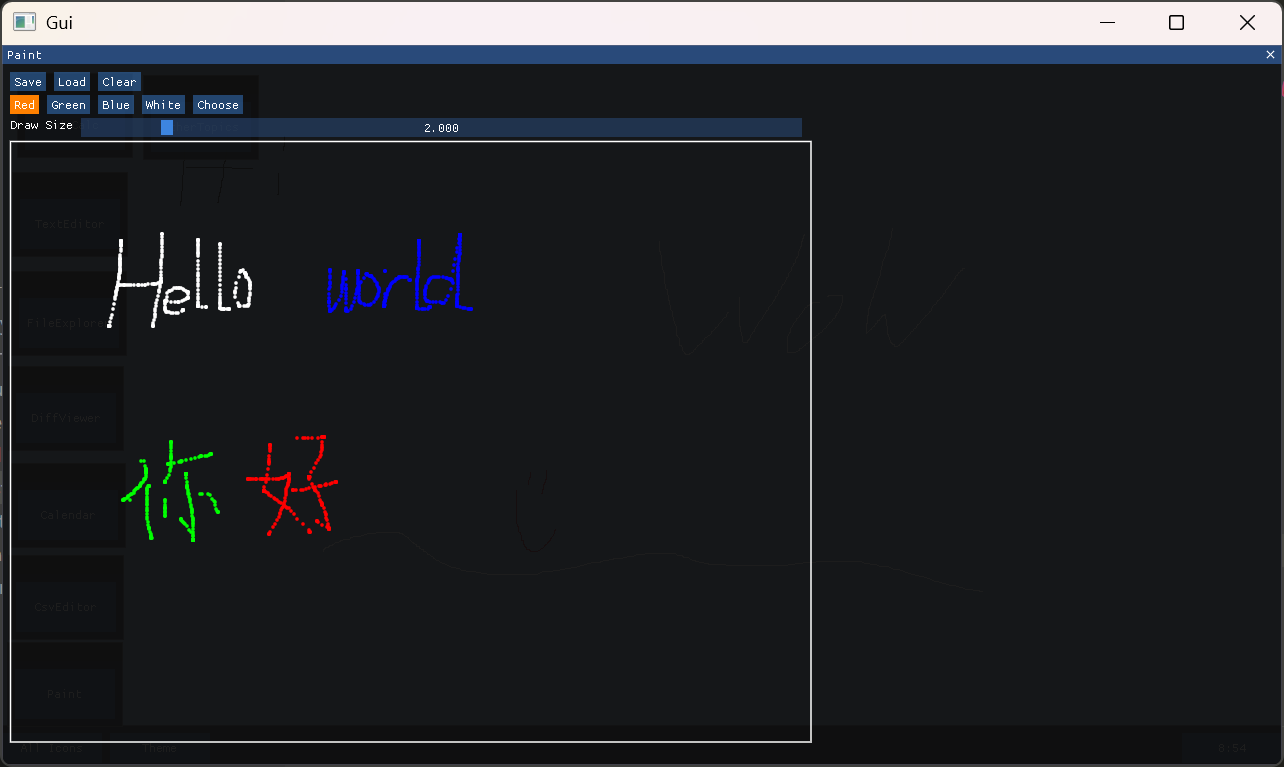 Gui
Paint
Save Load Clear
Red Green Blue White Choose
Draw Size 2.000
TextEditor
Hello world
FileExplorer
DiffViewer
你好
Calendar
CsvEditor
Paint
All Icons Theme 8:54